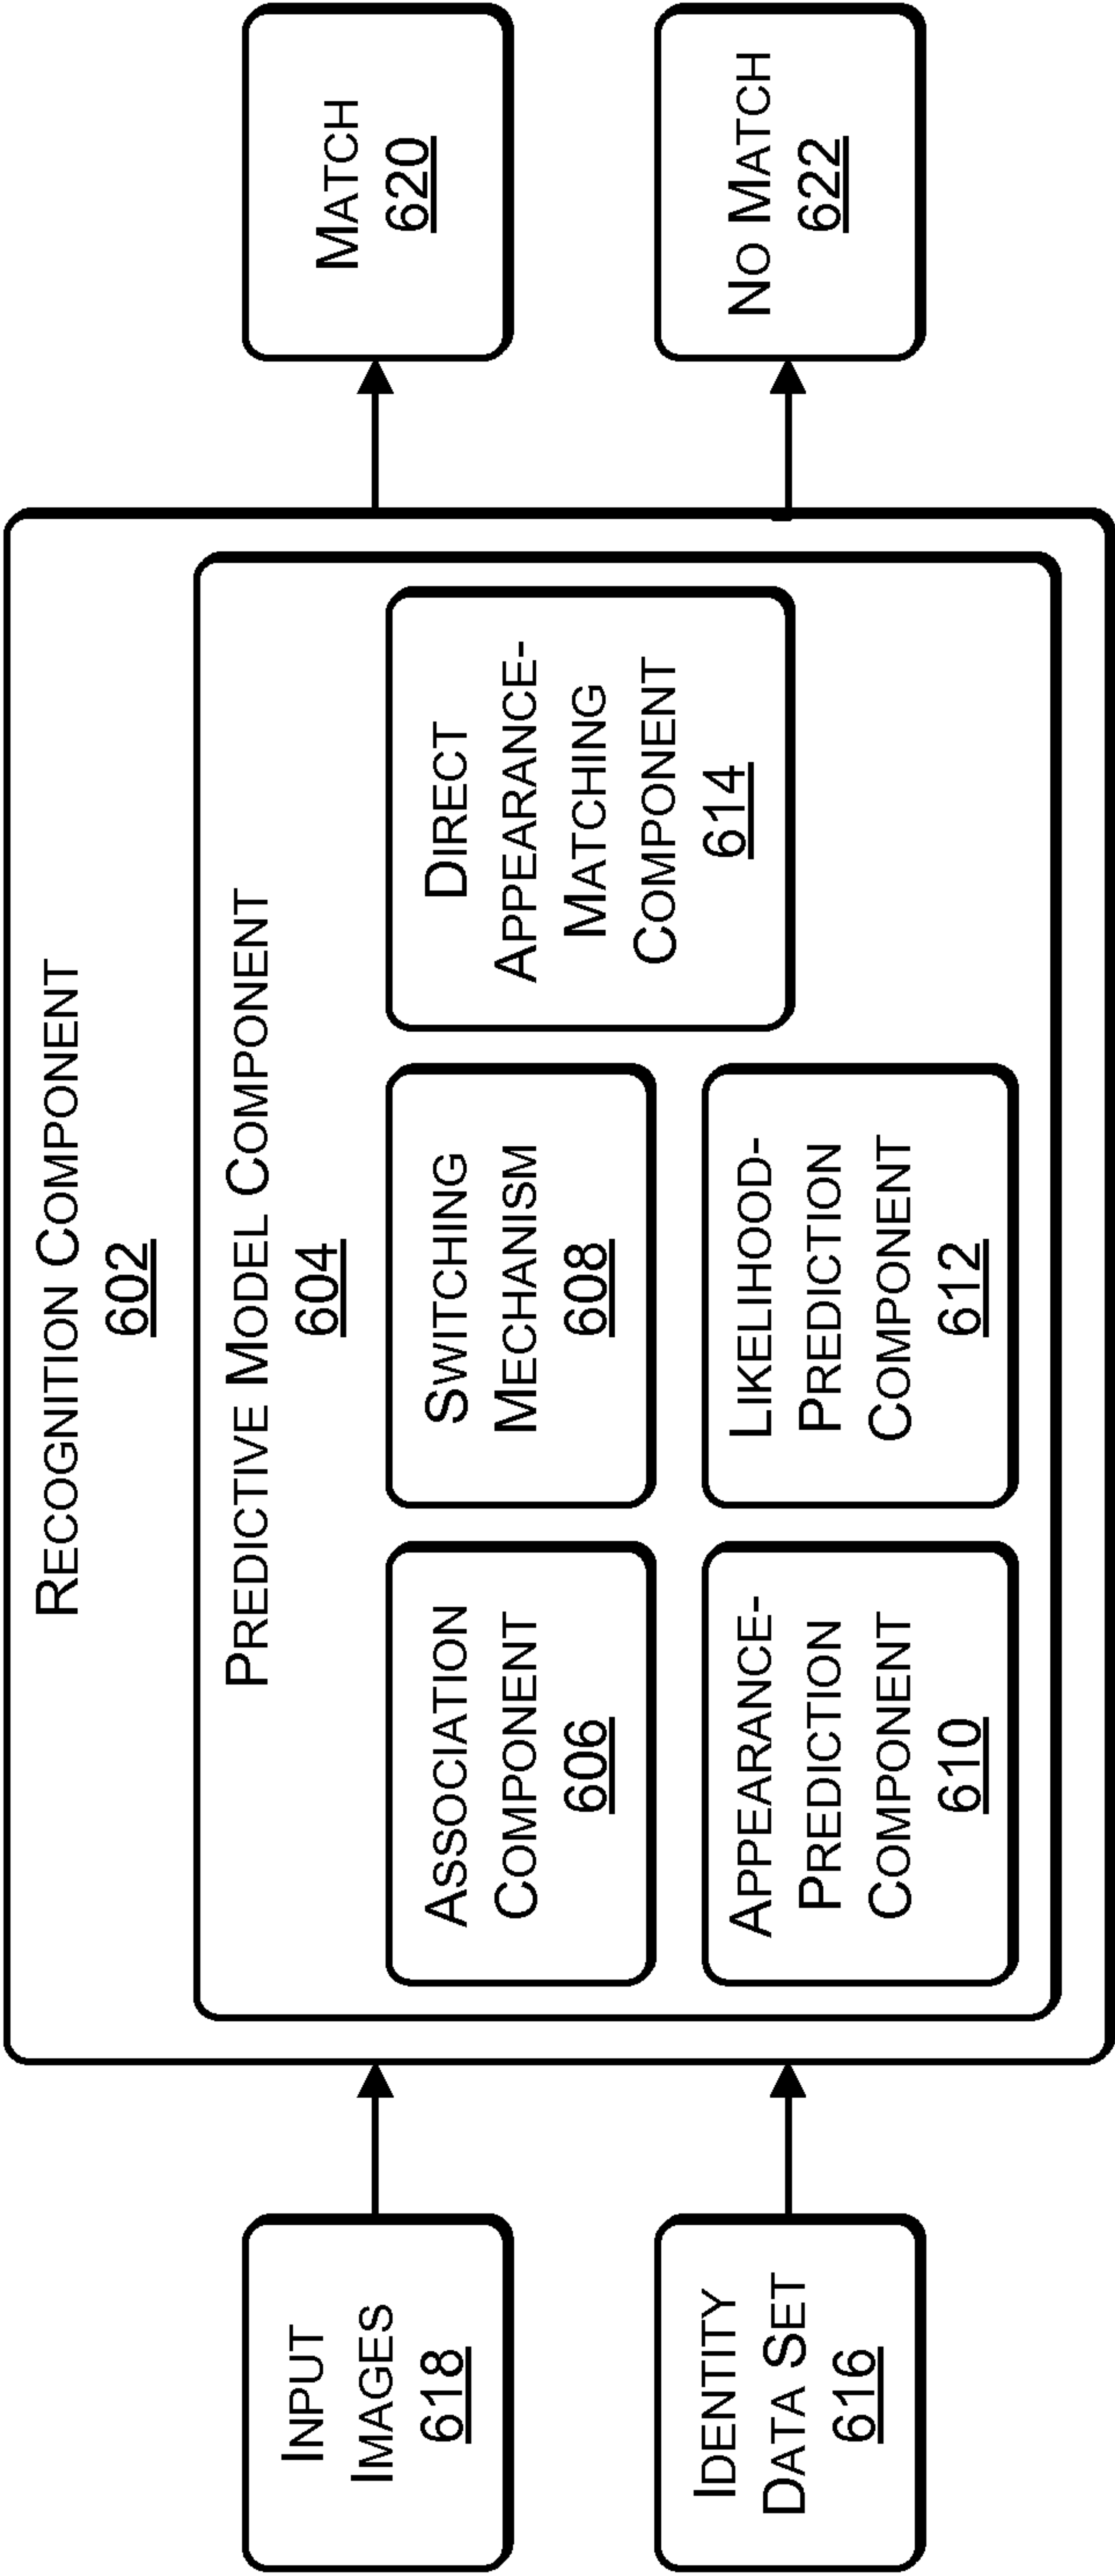 RECOGNITION COMPONENT
602
PREDICTIVE MODEL COMPONENT
604
INPUT
IMAGES
618
IDENTITY
DATA SET
616
ASSOCIATION
COMPONENT
606
SWITCHING
MECHANISM
608
DIRECT
APPEARANCE-
MATCHING
COMPONENT
614
APPEARANCE-
PREDICTION
COMPONENT
610
LIKELIHOOD-
PREDICTION
COMPONENT
612
MATCH
620
NO MATCH
622